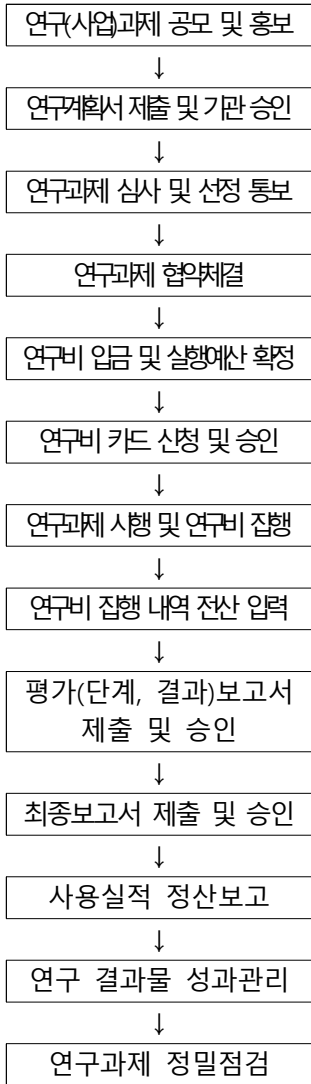 연구(사업)과제 공모 및 홍보
↓
연구계획서 제출 및 기관 승인
↓
연구과제 심사 및 선정 통보
↓
연구과제 협약체결
↓
연구비 입금 및 실행예산 확정
↓
연구비 카드 신청 및 승인
↓
연구과제 시행 및 연구비 집행
↓
연구비 집행 내역 전산 입력
↓
평가(단계, 결과)보고서
제출 및 승인
↓
최종보고서 제출 및 승인
↓
사용실적 정산보고
↓
연구 결과물 성과관리
↓
연구과제 정밀점검